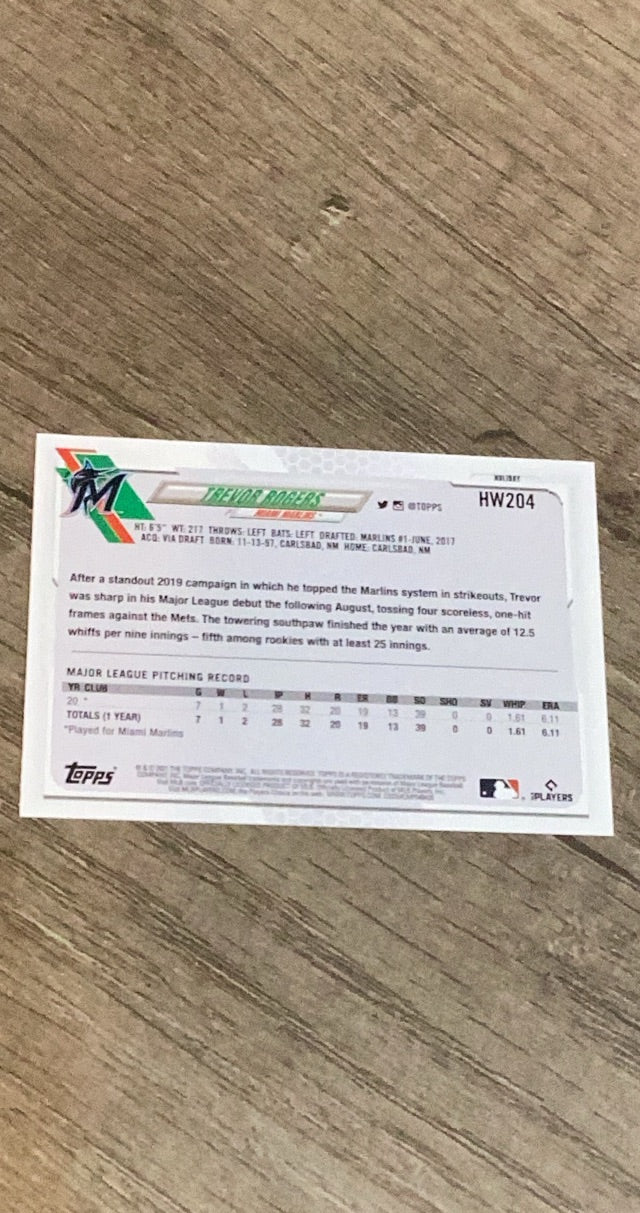 HOLIDAY
HW204
M
TREVOR ROGERS
MIAMI MARLINS
@TOPPS
HT: 6'5" WT: 217 THROWS: LEFT BATS: LEFT DRAFTED: MARLINS #1-JUNE, 2017
ACQ: VIA DRAFT BORN: 11-13-97, CARLSBAD, NM HOME: CARLSBAD, NM
After a standout 2019 campaign in which he topped the Marlins system in strikeouts, Trevor
was sharp in his Major League debut the following August, tossing four scoreless, one-hit
frames against the Mets. The towering southpaw finished the year with an average of 12.5
whiffs per nine innings – fifth among rookies with at least 25 innings.
MAJOR LEAGUE PITCHING RECORD
YR CLUB G W L IP H R ER BB SO SHO SV WHIP ERA
20 * 7 1 2 28 32 20 19 13 39 0 0 1.61 6.11
TOTALS (1 YEAR) 7 1 2 28 32 20 19 13 39 0 0 1.61 6.11
*Played for Miami Marlins
Topps
PLAYERS